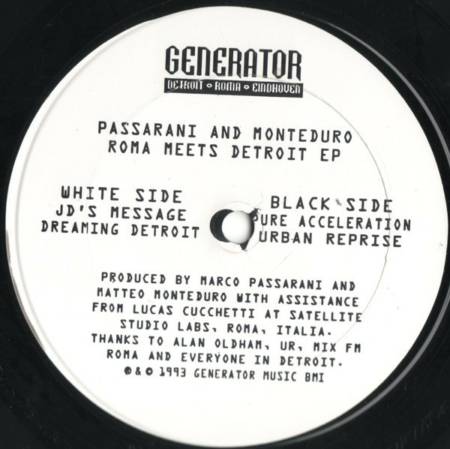 GENERATOR
DETROIT • ROMA • EINDHOVEN
PASSARANI AND MONTEDURO
ROMA MEETS DETROIT EP
WHITE SIDE
JD'S MESSAGE
DREAMING DETROIT
BLACK SIDE
PURE ACCELERATION
URBAN REPRISE
PRODUCED BY MARCO PASSARANI AND
MATTEO MONTEDURO WITH ASSISTANCE
FROM LUCAS CUCCHETTI AT SATELLITE
STUDIO LABS, ROMA, ITALIA.
THANKS TO ALAN OLDHAM, UR, MIX FM
ROMA AND EVERYONE IN DETROIT.
℗ & © 1993 GENERATOR MUSIC BMI